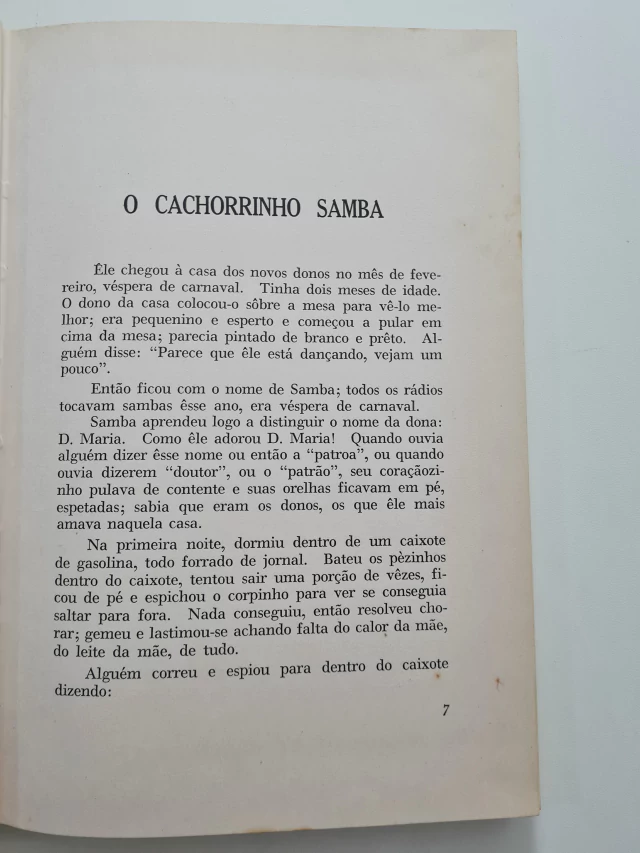 O CACHORRINHO SAMBA
Êle chegou à casa dos novos donos no mês de feve-
reiro, véspera de carnaval. Tinha dois meses de idade.
O dono da casa colocou-o sôbre a mesa para vê-lo me-
lhor; era pequenino e esperto e começou a pular em
cima da mesa; parecia pintado de branco e prêto. Al-
guém disse: “Parece que êle está dançando, vejam um
pouco”.
Então ficou com o nome de Samba; todos os rádios
tocavam sambas êsse ano, era véspera de carnaval.
Samba aprendeu logo a distinguir o nome da dona:
D. Maria. Como êle adorou D. Maria! Quando ouvia
alguém dizer êsse nome ou então a “patroa”, ou quando
ouvia dizerem “doutor”, ou o “patrão”, seu coraçãozi-
nho pulava de contente e suas orelhas ficavam em pé,
espetadas; sabia que eram os donos, os que êle mais
amava naquela casa.
Na primeira noite, dormiu dentro de um caixote
de gasolina, todo forrado de jornal. Bateu os pèzinhos
dentro do caixote, tentou sair uma porção de vêzes, fi-
cou de pé e espichou o corpinho para ver se conseguia
saltar para fora. Nada conseguiu, então resolveu cho-
rar; gemeu e lastimou-se achando falta do calor da mãe,
do leite da mãe, de tudo.
Alguém correu e espiou para dentro do caixote
dizendo:
7